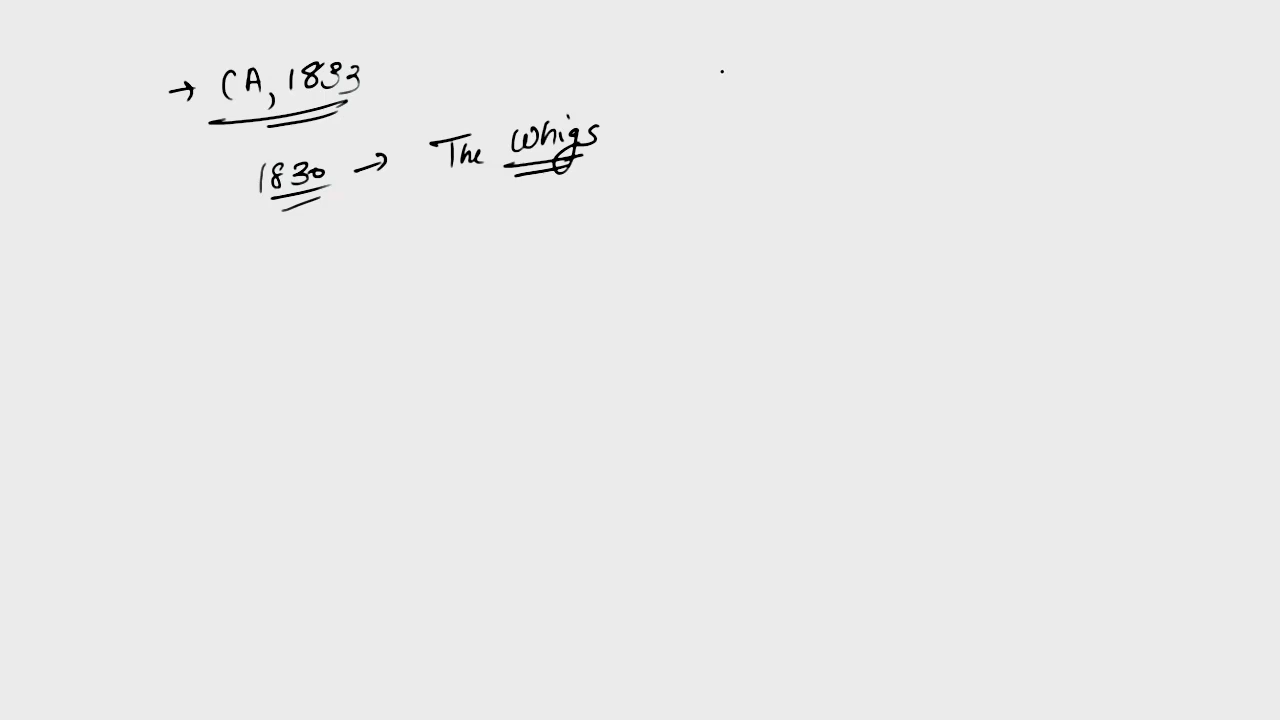 → CA, 1833
1830 → The Whigs